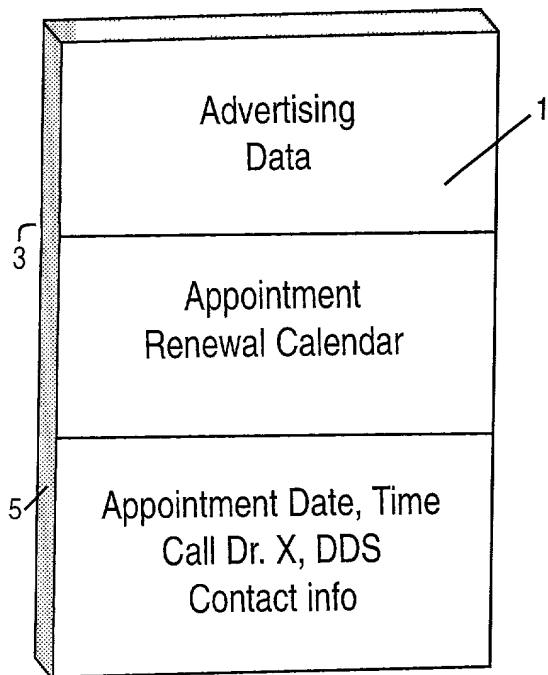 Advertising
Data
1
3
Appointment
Renewal Calendar
5
Appointment Date, Time
Call Dr. X, DDS
Contact info